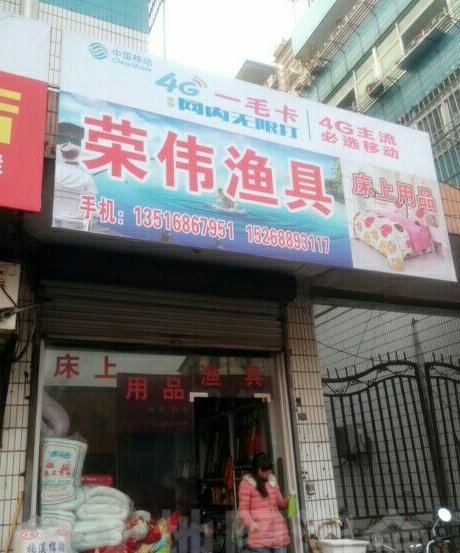 中国移动
China Mobile
4G 一毛卡
网内无限打
4G主流
必选移动
荣伟渔具
床上用品
手机：13516867951 15268893117
床上
用品渔具